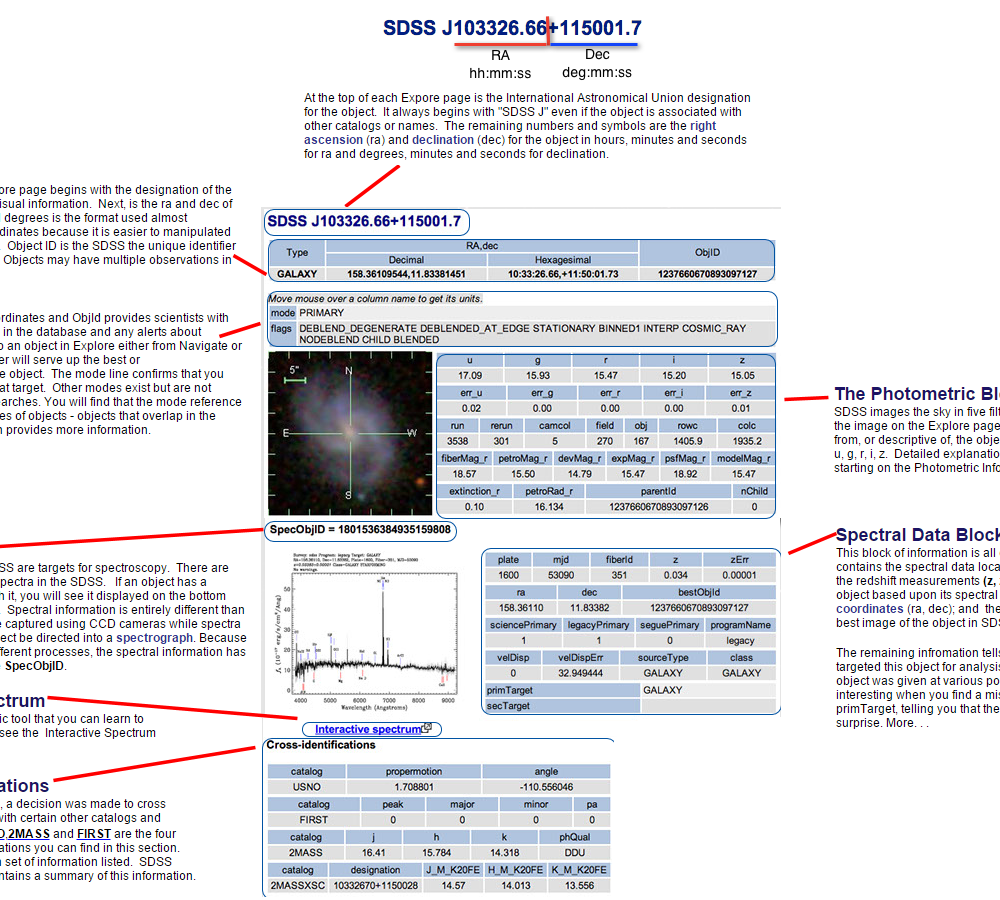 SDSS J103326.66+115001.7
RA
hh:mm:ss
Dec
deg:mm:ss
At the top of each Expore page is the International Astronomical Union designation
for the object. It always begins with "SDSS J" even if the object is associated with
other catalogs or names. The remaining numbers and symbols are the right
ascension (ra) and declination (dec) for the object in hours, minutes and seconds
for ra and degrees, minutes and seconds for declination.
ore page begins with the designation of the
isual information. Next, is the ra and dec of
degrees is the format used almost
rdinates because it is easier to manipulated
Object ID is the SDSS the unique identifier
Objects may have multiple observations in
ordinates and ObjId provides scientists with
in the database and any alerts about
o an object in Explore either from Navigate or
er will serve up the best or
e object. The mode line confirms that you
at target. Other modes exist but are not
arches. You will find that the mode reference
es of objects - objects that overlap in the
n provides more information.
SDSS J103326.66+115001.7
Type RA,dec ObjID
Decimal Hexagesimal
GALAXY 158.36109544,11.83381451 10:33:26.66,+11:50:01.73 1237660670893097127
Move mouse over a column name to get its units.
mode PRIMARY
flags DEBLEND_DEGENERATE DEBLENDED_AT_EDGE STATIONARY BINNED1 INTERP COSMIC_RAY
NODEBLEND CHILD BLENDED
5"
N
E
W
S
u g r i z
17.09 15.93 15.47 15.20 15.05
err_u err_g err_r err_i err_z
0.02 0.00 0.00 0.00 0.01
run rerun camcol field obj rowc colc
3538 301 5 270 167 1405.9 1935.2
fiberMag_r petroMag_r devMag_r expMag_r psfMag_r modelMag_r
18.57 15.50 14.79 15.47 18.92 15.47
extinction_r petroRad_r parentId nChild
0.10 16.134 1237660670893097126 0
The Photometric Bl
SDSS images the sky in five filt
the image on the Explore page
from, or descriptive of, the obje
u, g, r, i, z. Detailed explanatio
starting on the Photometric Info
SpecObjID = 1801536384935159808
SS are targets for spectroscopy. There are
pectra in the SDSS. If an object has a
h it, you will see it displayed on the bottom
Spectral information is entirely different than
e captured using CCD cameras while spectra
ect be directed into a spectrograph. Because
fferent processes, the spectral information has
SpecObjID.
Survey: sdss Program: legacy Target: GALAXY
No warnings.
4000 5000 6000 7000 8000 9000
0
10
20
30
40
50
Wavelength (Angstroms)
plate mjd fiberId z zErr
1600 53090 351 0.034 0.00001
ra dec bestObjId
158.36110 11.83382 1237660670893097127
sciencePrimary legacyPrimary seguePrimary programName
1 1 0 legacy
velDisp velDispErr sourceType class
0 32.949444 GALAXY GALAXY
primTarget GALAXY
secTarget
Spectral Data Block
This block of information is all
contains the spectral data loca
the redshift measurements (z,
object based upon its spectral
coordinates (ra, dec); and the
best image of the object in SDS
The remaining infromation tells
targeted this object for analysis
object was given at various po
interesting when you find a mis
primTarget, telling you that the
surprise. More. . .
ctrum
ic tool that you can learn to
see the Interactive Spectrum
Interactive spectrum
ations
, a decision was made to cross
with certain other catalogs and
O,2MASS and FIRST are the four
ations you can find in this section.
n set of information listed. SDSS
ntains a summary of this information.
Cross-identifications
catalog propermotion angle
USNO 1.708801 -110.556046
catalog peak major minor pa
FIRST 0 0 0 0
catalog j h k phQual
2MASS 16.41 15.784 14.318 DDU
catalog designation J_M_K20FE H_M_K20FE K_M_K20FE
2MASSXSC 10332670+1150028 14.57 14.013 13.556